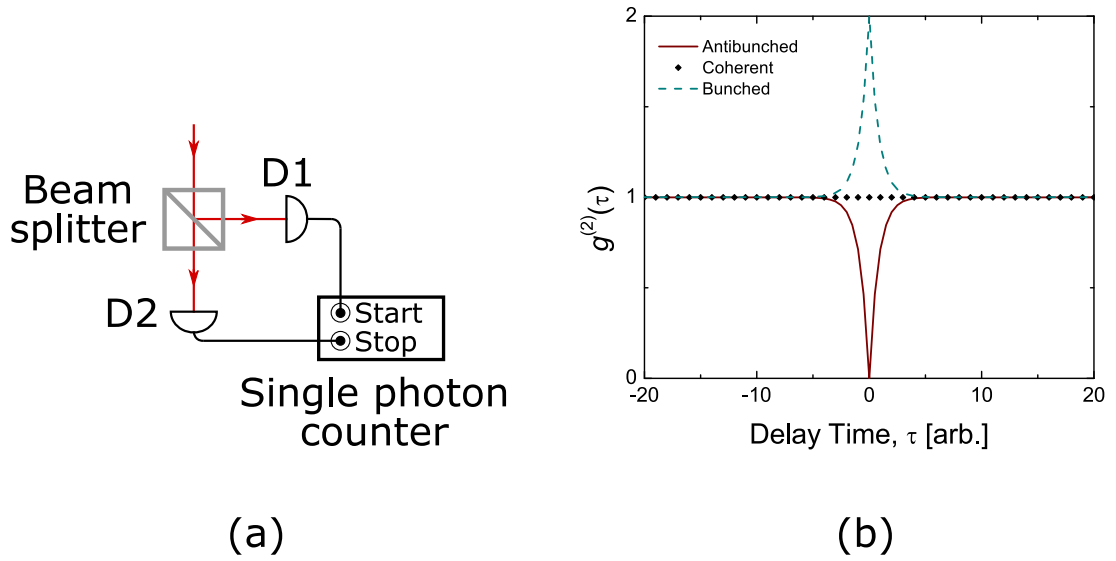 Beam
splitter
D1
D2
Start
Stop
Single photon
counter
(a)
2
1
0
g(2)(τ)
Antibunched
Coherent
Bunched
-20 -10 0 10 20
Delay Time, τ [arb.]
(b)